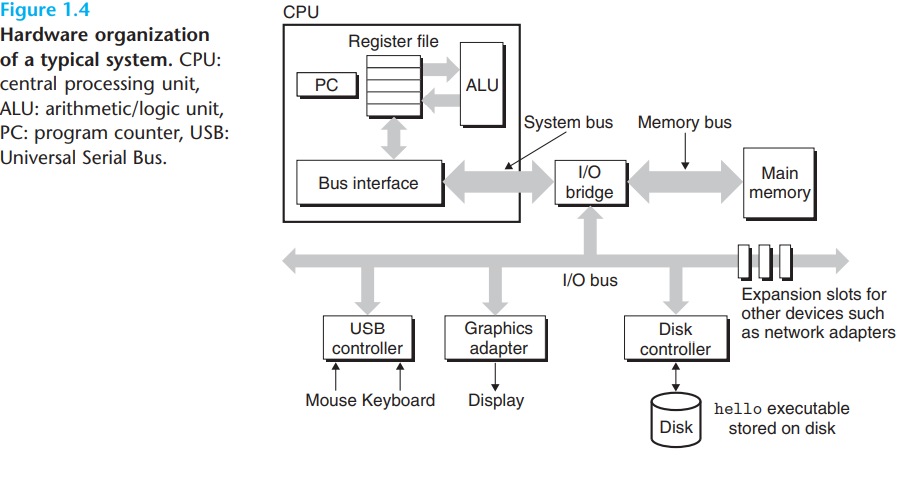 Figure 1.4
Hardware organization
of a typical system. CPU:
central processing unit,
ALU: arithmetic/logic unit,
PC: program counter, USB:
Universal Serial Bus.
CPU
Register file
PC
ALU
System bus
Memory bus
Bus interface
I/O
bridge
Main
memory
I/O bus
Expansion slots for
other devices such
as network adapters
USB
controller
Graphics
adapter
Disk
controller
Mouse Keyboard
Display
Disk
hello executable
stored on disk